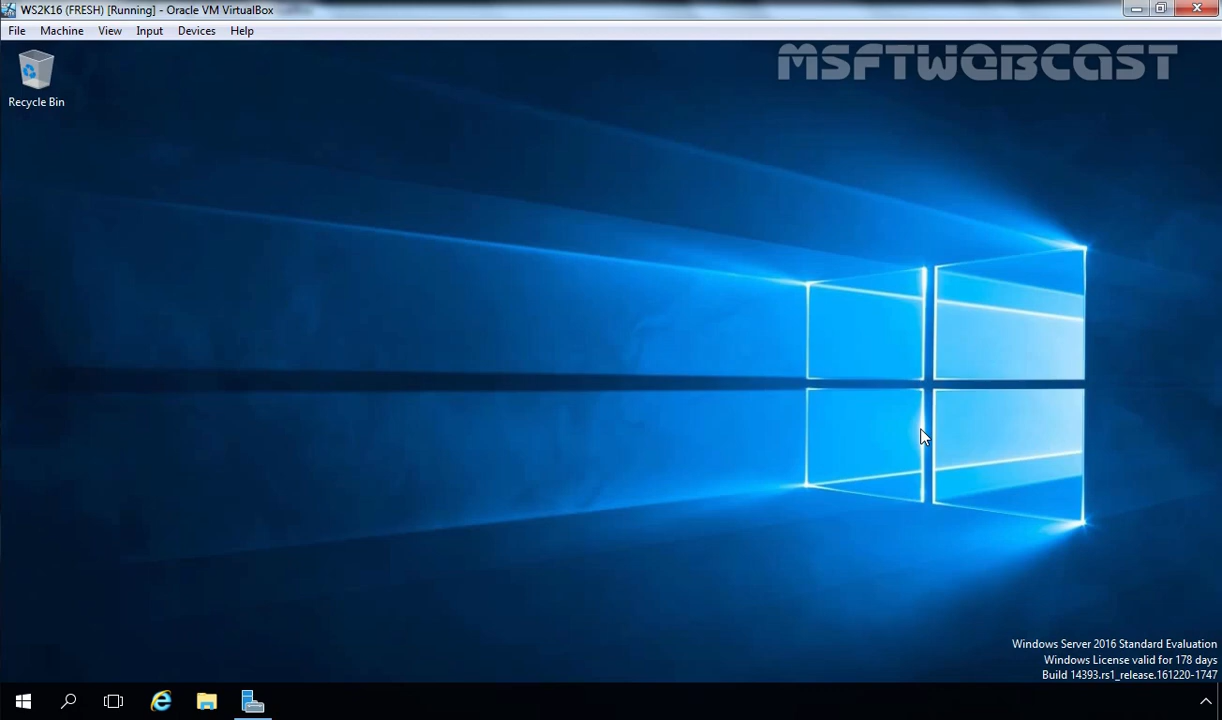 WS2K16 (FRESH) [Running] - Oracle VM VirtualBox
File Machine View Input Devices Help
MSFTWEBCAST
Recycle Bin
Windows Server 2016 Standard Evaluation
Windows License valid for 178 days
Build 14393.rs1_release.161220-1747